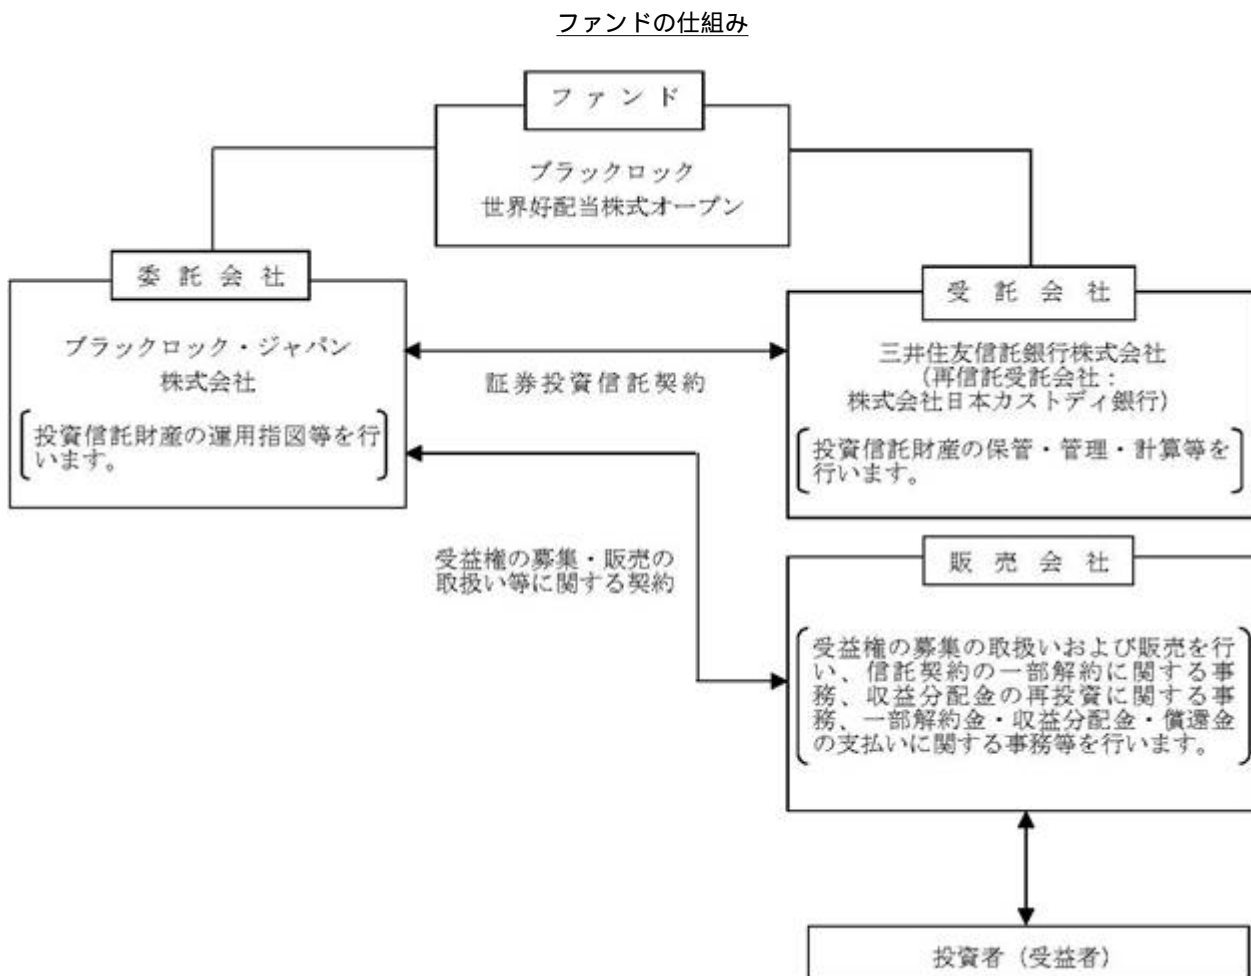 ファンドの仕組み
ファンド
ブラックロック
世界好配当株式オープン
委託会社
ブラックロック・ジャパン
株式会社
投資信託財産の運用指図等を行
います。
証券投資信託契約
受託会社
三井住友信託銀行株式会社
(再信託受託会社:
株式会社日本カストディ銀行)
投資信託財産の保管・管理・計算等を
行います。
受益権の募集・販売の
取扱い等に関する契約
販売会社
受益権の募集の取扱いおよび販売を行
い、信託契約の一部解約に関する事
務、収益分配金の再投資に関する事
務、一部解約金・収益分配金・償還金
の支払いに関する事務等を行います。
投資者(受益者)